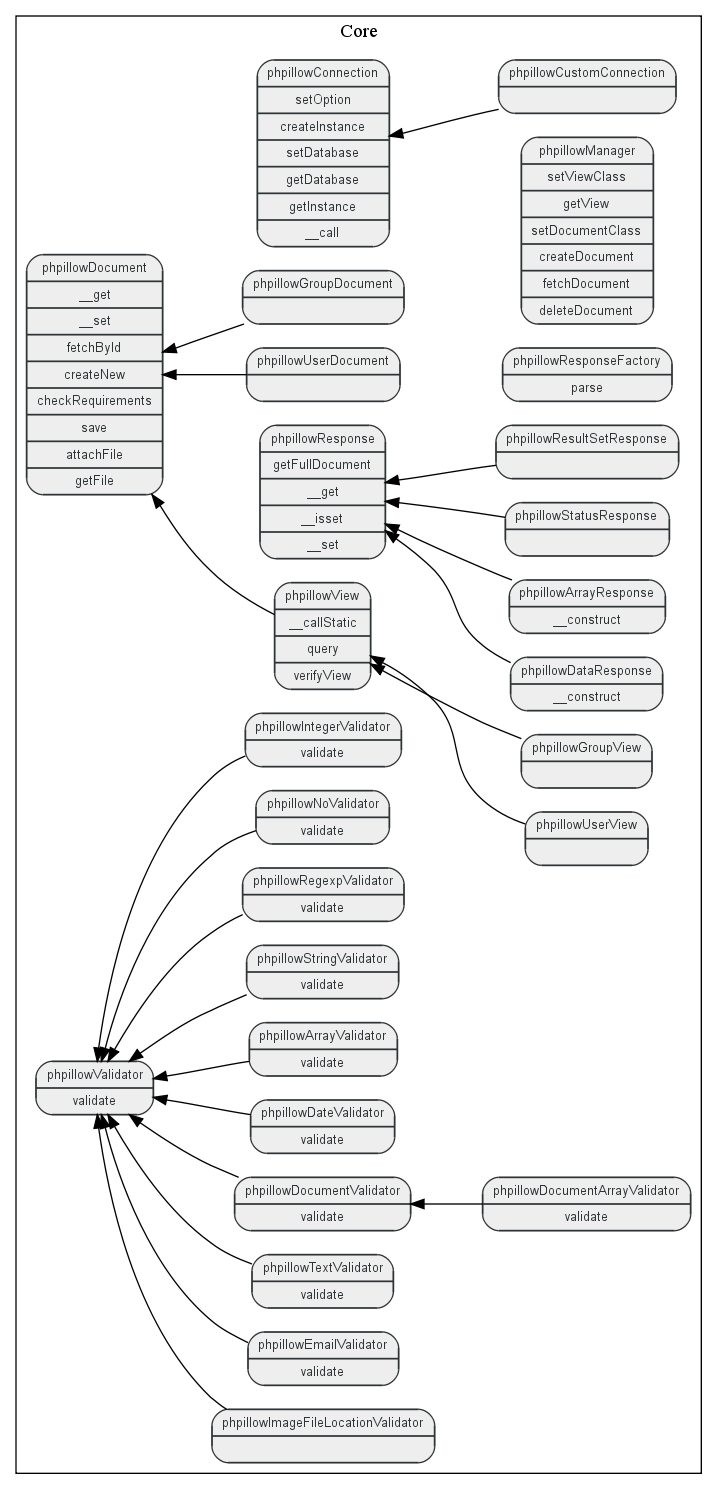 Core
phpillowConnection
setOption
createInstance
setDatabase
getDatabase
getInstance
__call
phpillowCustomConnection
phpillowManager
setViewClass
getView
setDocumentClass
createDocument
fetchDocument
deleteDocument
phpillowDocument
__get
__set
fetchById
createNew
checkRequirements
save
attachFile
getFile
phpillowGroupDocument
phpillowUserDocument
phpillowResponseFactory
parse
phpillowResponse
getFullDocument
__get
__isset
__set
phpillowResultSetResponse
phpillowStatusResponse
phpillowArrayResponse
__construct
phpillowDataResponse
__construct
phpillowView
__callStatic
query
verifyView
phpillowGroupView
phpillowUserView
phpillowIntegerValidator
validate
phpillowNoValidator
validate
phpillowRegexpValidator
validate
phpillowStringValidator
validate
phpillowArrayValidator
validate
phpillowValidator
validate
phpillowDateValidator
validate
phpillowDocumentValidator
validate
phpillowDocumentArrayValidator
validate
phpillowTextValidator
validate
phpillowEmailValidator
validate
phpillowImageFileLocationValidator